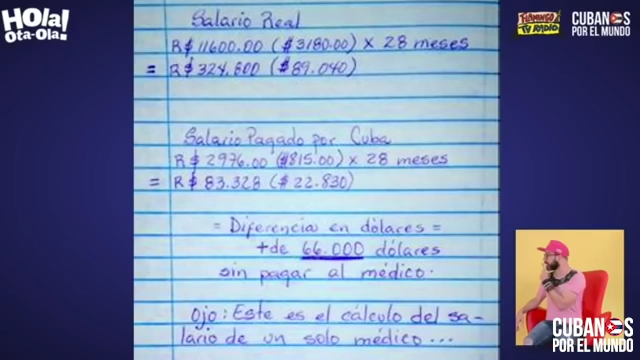 ¡Hola!
Ota-Ola!
FLAMINGO
TV RADIO
CUBANOS
POR EL MUNDO
Salario Real
R$ 11600.00 ($3180.00) x 28 meses
= R$ 324.800 ($89.040)
Salario Pagado por Cuba
R$ 2976.00 ($815.00) x 28 meses
= R$ 83.328 ($22.830)
= Diferencia en dólares =
+de 66.000 dólares
sin pagar al médico.
Ojo: Este es el cálculo del sa-
lario de un solo médico...
CUBANOS
POR EL MUNDO